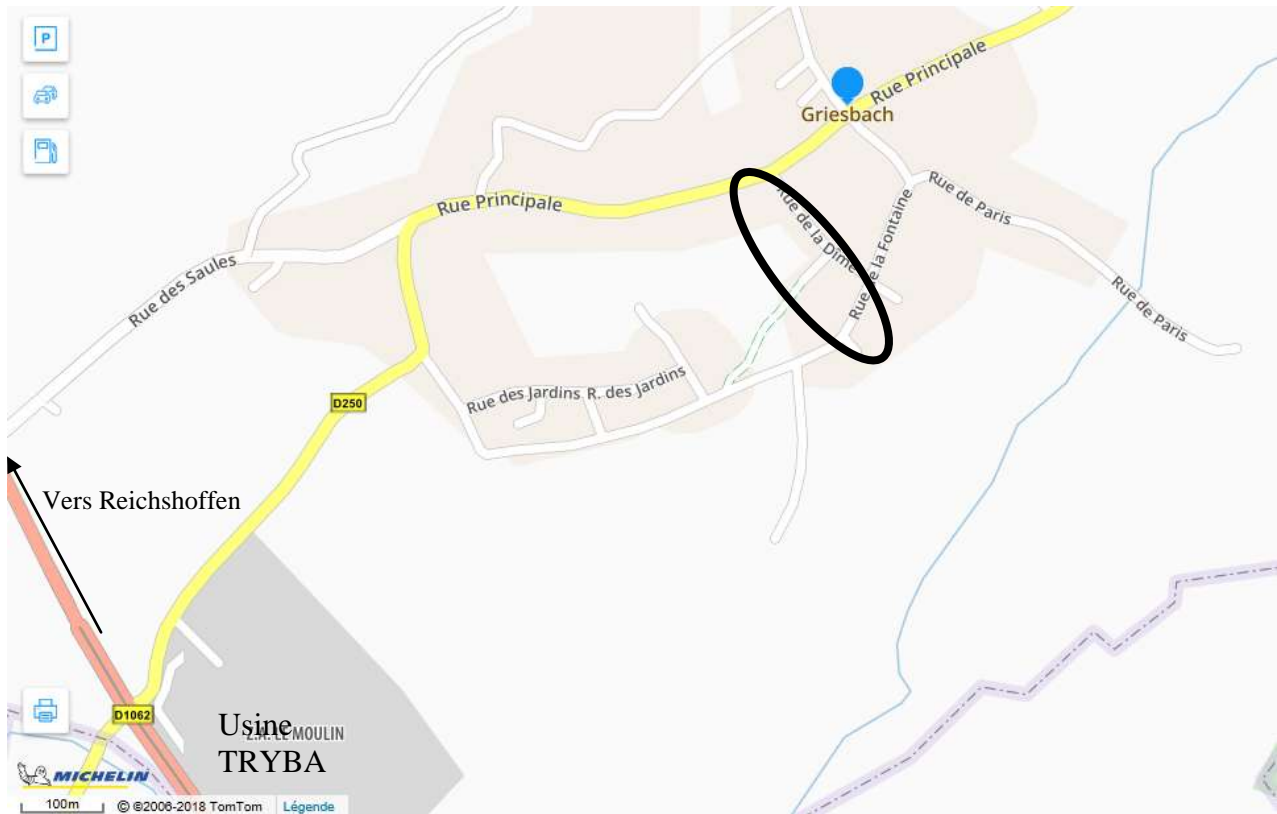 P
Rue Principale
Griesbach
Rue Principale
Rue de la Dime
Rue de la Fontaine
Rue de Paris
Rue de Paris
Rue des Saules
Rue des Jardins
R. des Jardins
D250
Vers Reichshoffen
D1062
Usine
Z.A. LE MOULIN
TRYBA
MICHELIN
100m
© ©2006-2018 TomTom
Légende